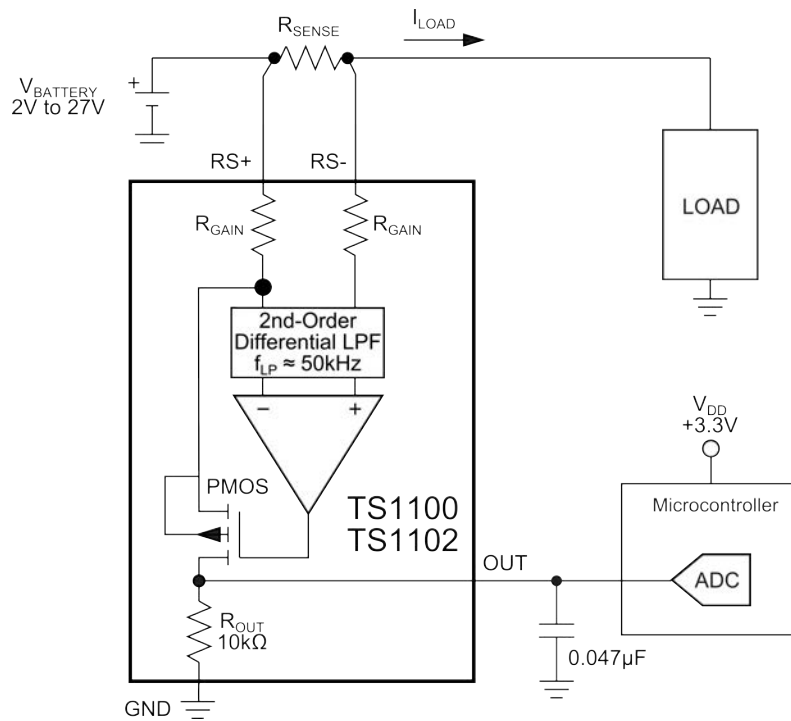 RSENSE
ILOAD
VBATTERY
2V to 27V
+
RS+
RS-
RGAIN
RGAIN
LOAD
2nd-Order
Differential LPF
fLP ≈ 50kHz
− +
PMOS
TS1100
TS1102
VDD
+3.3V
Microcontroller
OUT
ADC
ROUT
10kΩ
0.047µF
GND